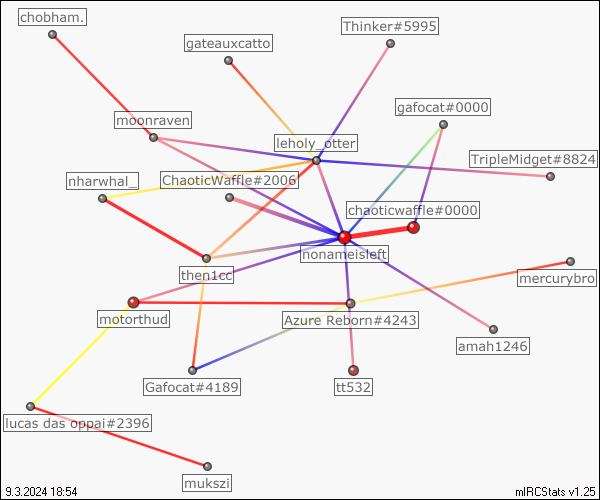 chobham.
Thinker#5995
gateauxcatto
gafocat#0000
moonraven
leholy_otter
TripleMidget#8824
nharwhal_
ChaoticWaffle#2006
chaoticwaffle#0000
nonameisleft
then1cc
mercurybro
motorthud
Azure Reborn#4243
amah1246
Gafocat#4189
tt532
lucas das oppai#2396
mukszi
9.3.2024 18:54
mIRCStats v1.25